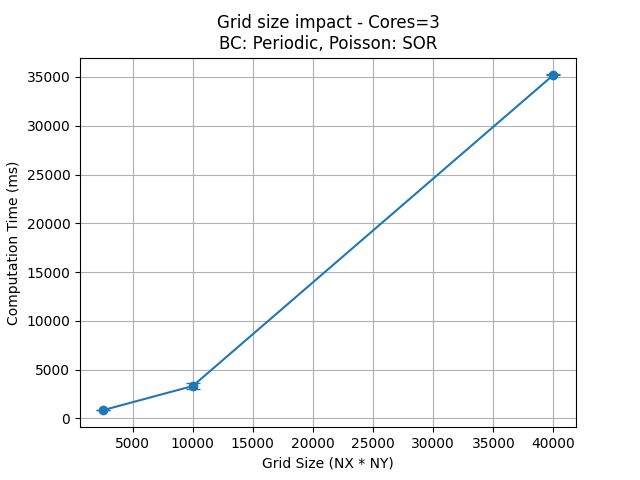 Grid size impact - Cores=3
BC: Periodic, Poisson: SOR
35000
30000
25000
20000
15000
10000
5000
0
Computation Time (ms)
5000 10000 15000 20000 25000 30000 35000 40000
Grid Size (NX * NY)